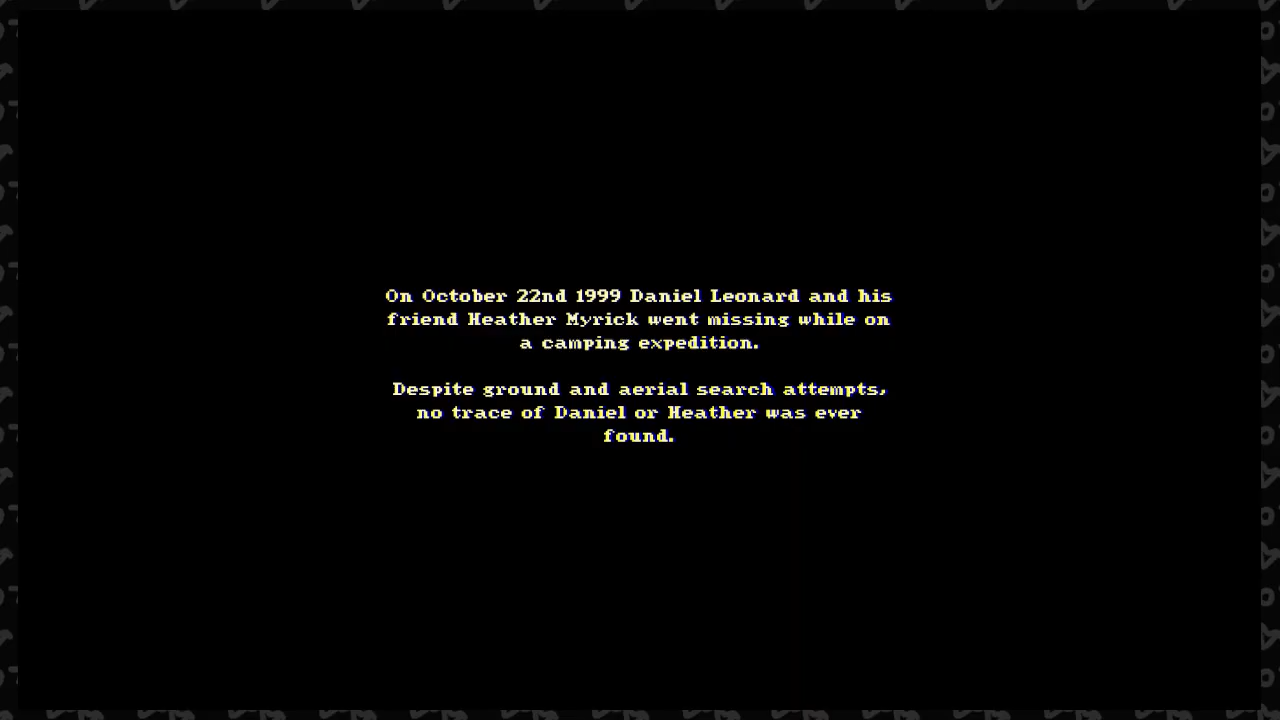 On October 22nd 1999 Daniel Leonard and his
friend Heather Myrick went missing while on
a camping expedition.
Despite ground and aerial search attempts,
no trace of Daniel or Heather was ever
found.